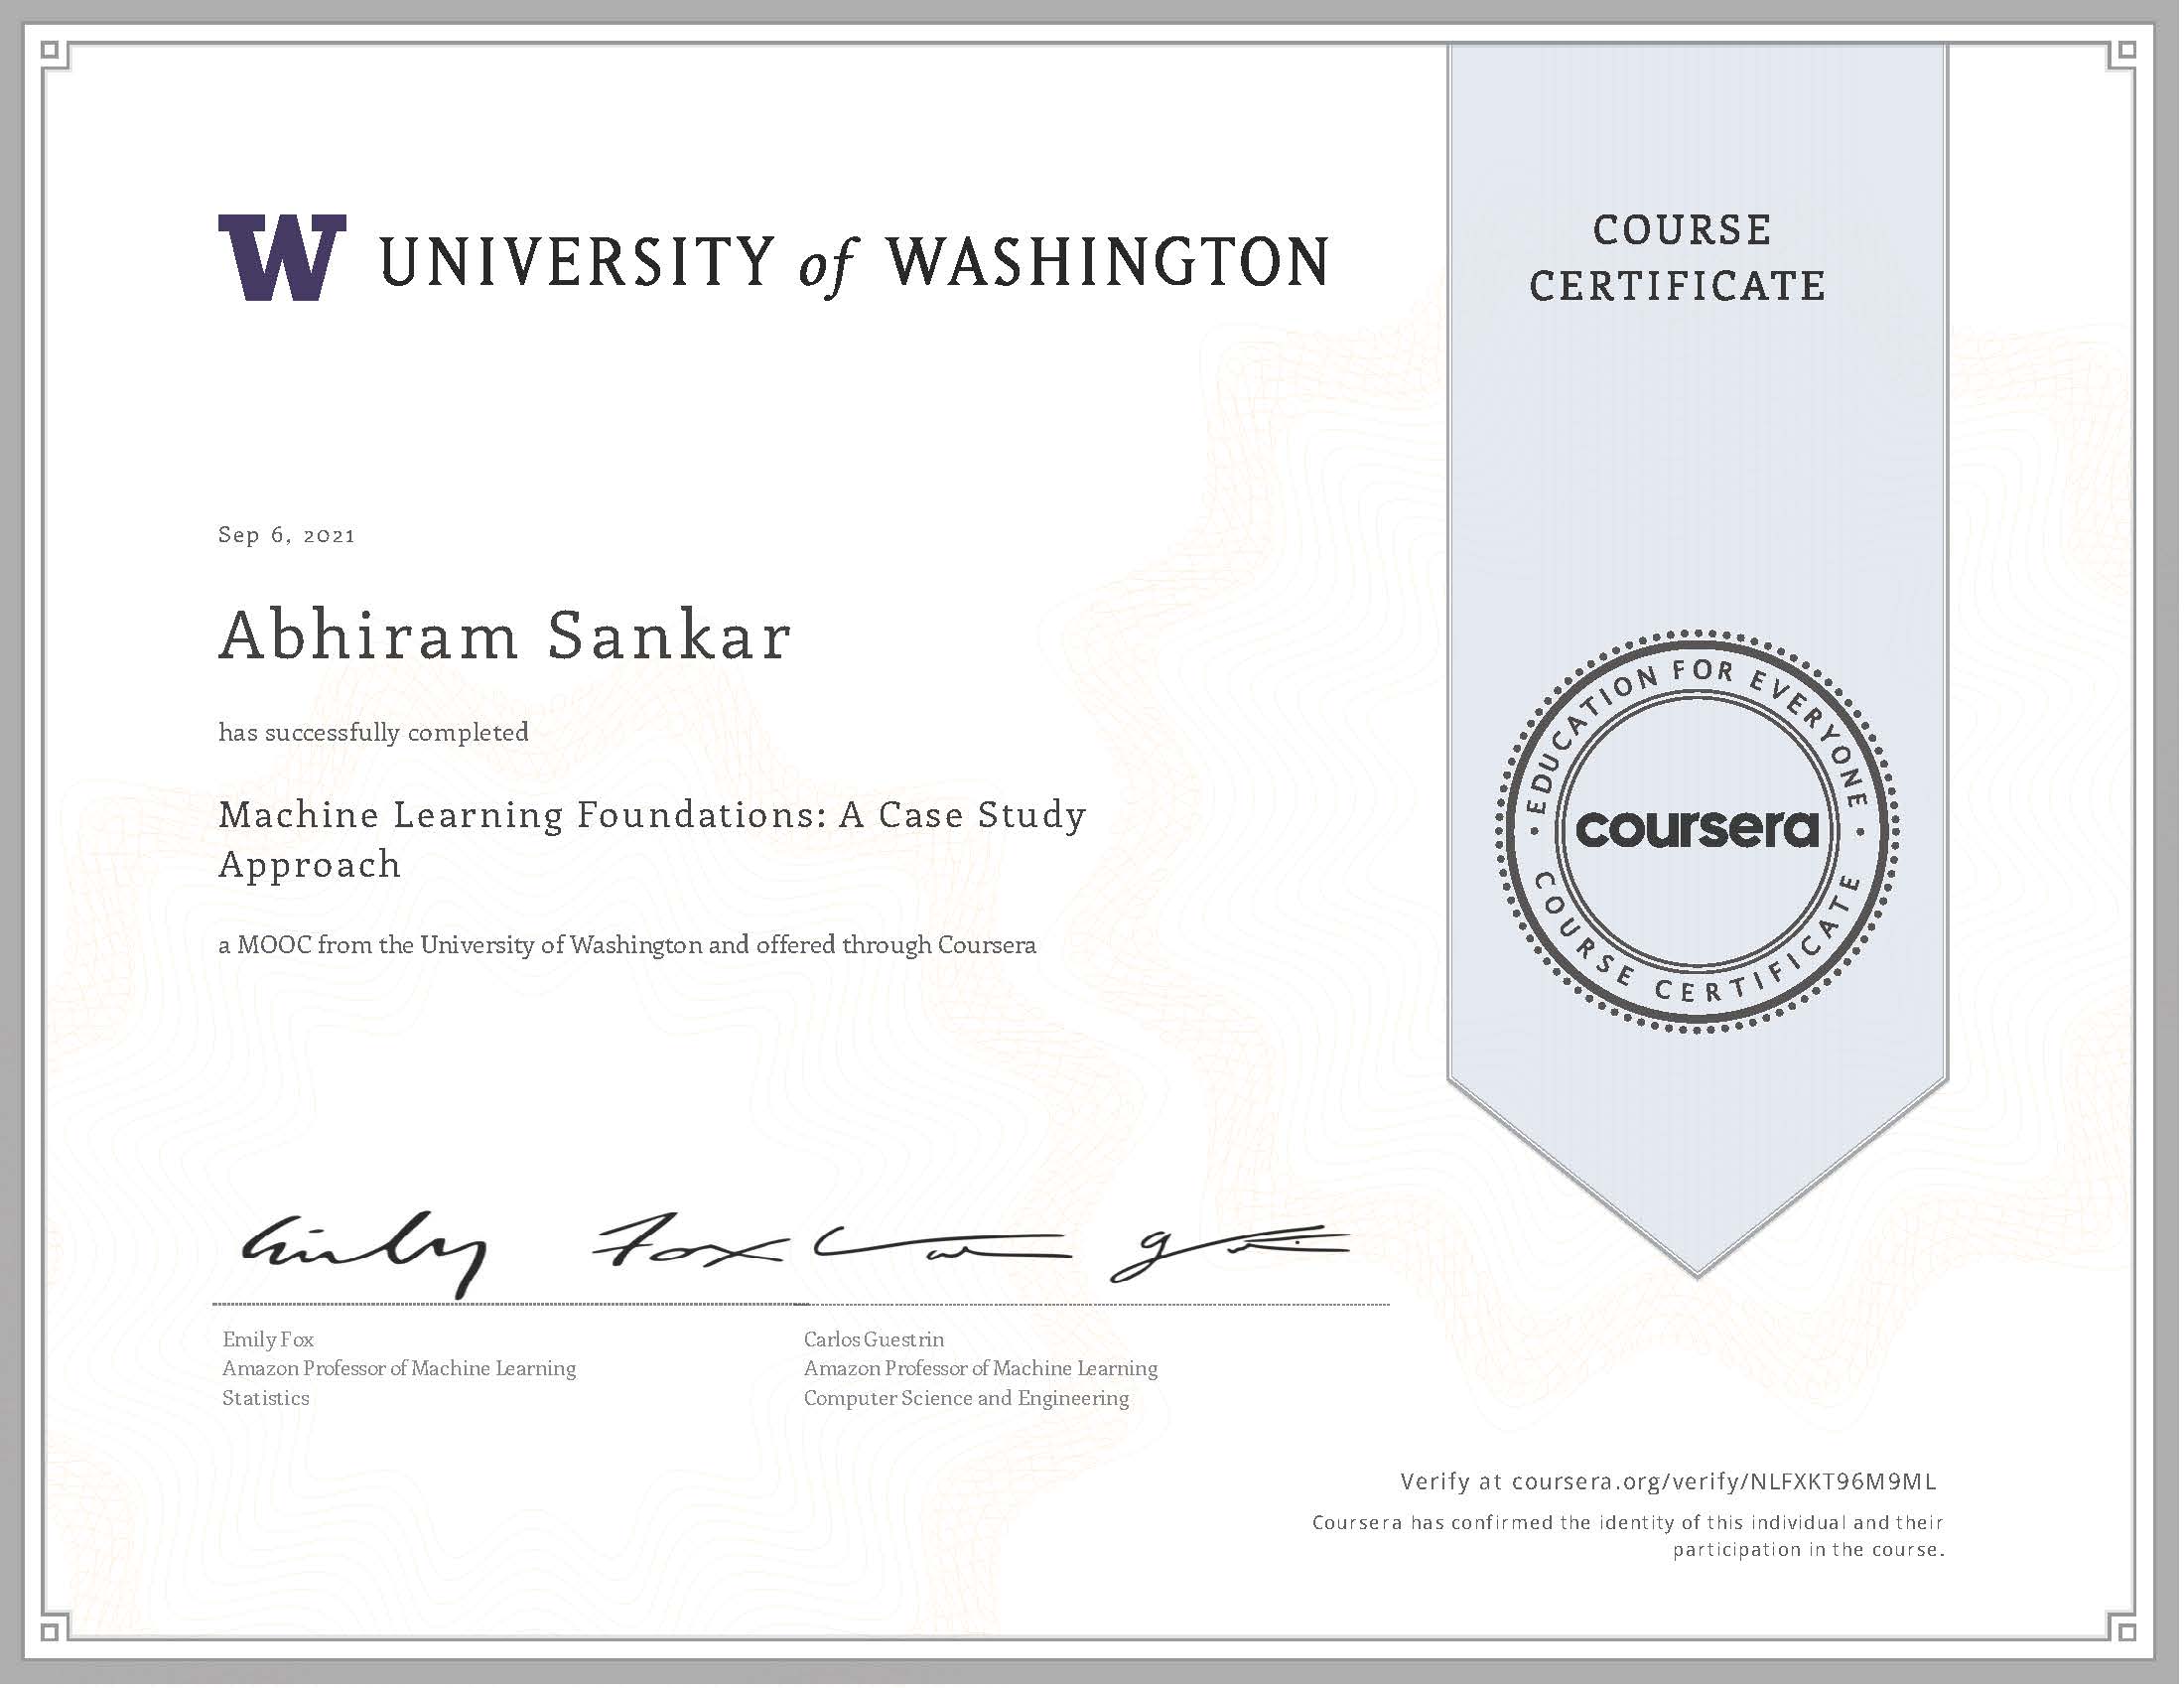 W UNIVERSITY of WASHINGTON
COURSE
CERTIFICATE
Sep 6, 2021
Abhiram Sankar
has successfully completed
Machine Learning Foundations: A Case Study
Approach
a MOOC from the University of Washington and offered through Coursera
EDUCATION FOR EVERYONE
coursera
COURSE CERTIFICATE
Emily Fox
Emily Fox
Amazon Professor of Machine Learning
Statistics
Carlos Guestrin
Amazon Professor of Machine Learning
Computer Science and Engineering
Verify at coursera.org/verify/NLFXKT96M9ML
Coursera has confirmed the identity of this individual and their
participation in the course.